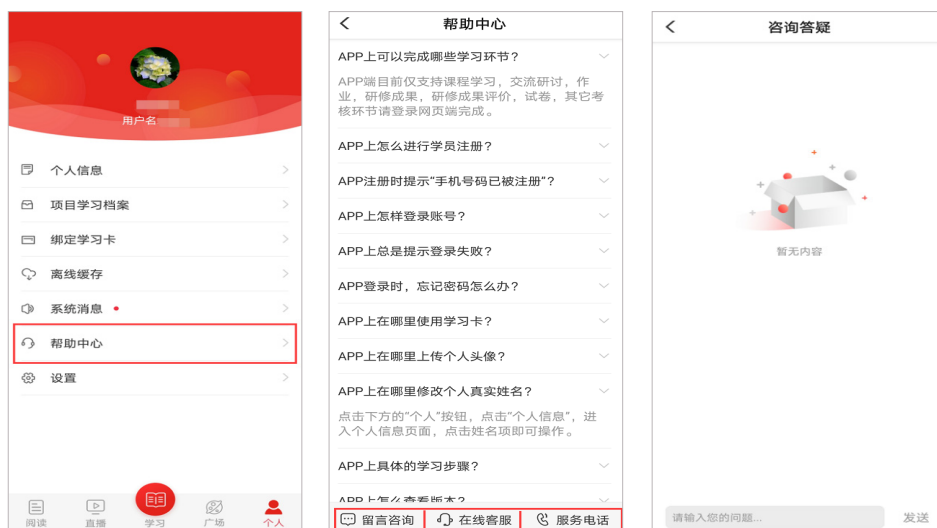 用户名
个人信息
项目学习档案
绑定学习卡
离线缓存
系统消息
帮助中心
设置
阅读
直播
学习
广场
个人
帮助中心
APP上可以完成哪些学习环节？
APP端目前仅支持课程学习，交流研讨，作
业，研修成果，研修成果评价，试卷，其它考
核环节请登录网页端完成。
APP上怎么进行学员注册？
APP注册时提示“手机号码已被注册”？
APP上怎样登录账号？
APP上总是提示登录失败？
APP登录时，忘记密码怎么办？
APP上在哪里使用学习卡？
APP上在哪里上传个人头像？
APP上在哪里修改个人真实姓名？
点击下方的“个人”按钮，点击“个人信息”，进
入个人信息页面，点击姓名项即可操作。
APP上具体的学习步骤？
APP上怎么查看版本？
留言咨询
在线客服
服务电话
咨询答疑
暂无内容
请输入您的问题...
发送